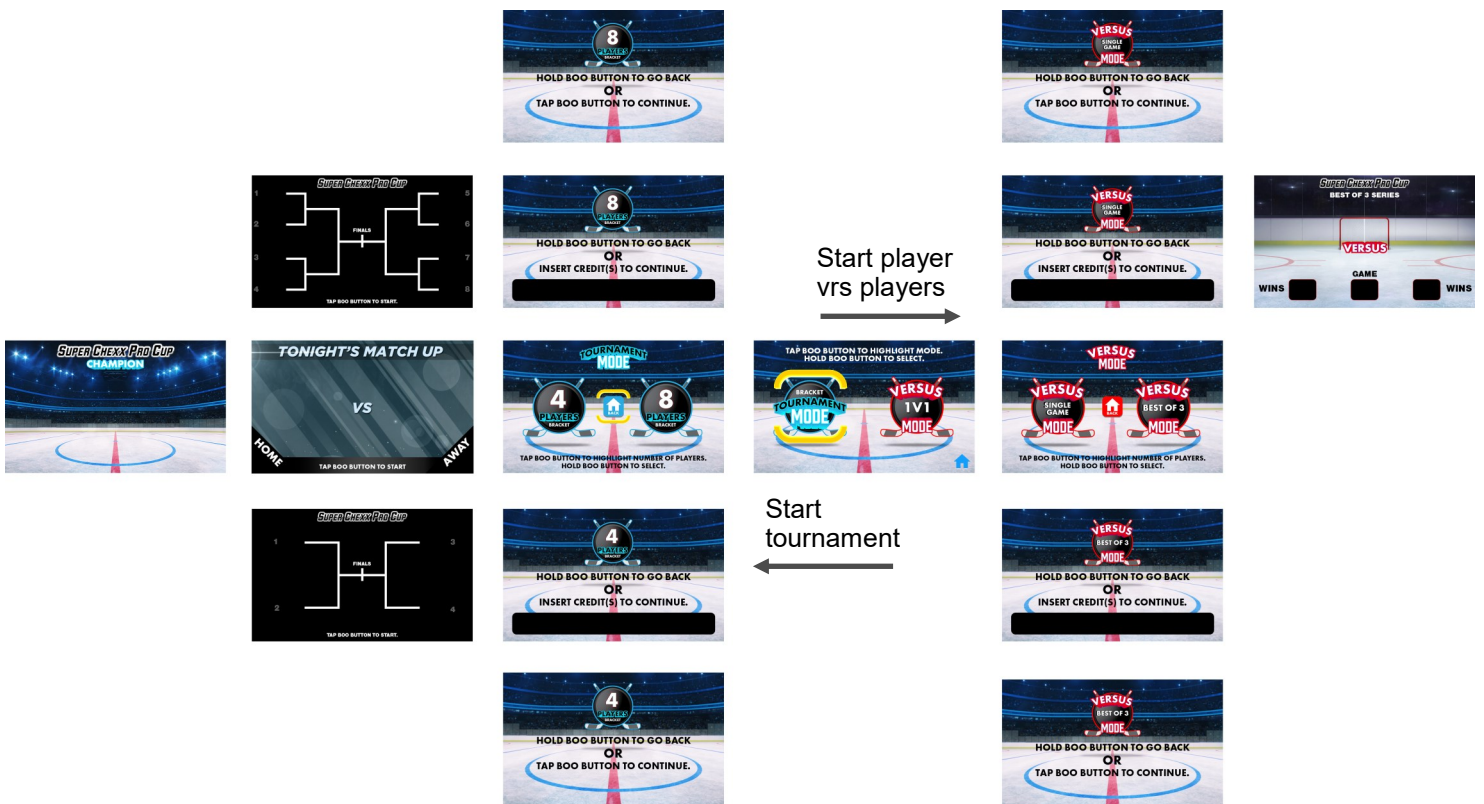 8
PLAYERS
BRACKET
HOLD BOO BUTTON TO GO BACK
OR
TAP BOO BUTTON TO CONTINUE.
VERSUS
SINGLE
GAME
MODE
HOLD BOO BUTTON TO GO BACK
OR
TAP BOO BUTTON TO CONTINUE.
SUPER CHEXX PRO CUP
1
5
2
6
FINALS
3
7
4
8
TAP BOO BUTTON TO START.
8
PLAYERS
BRACKET
HOLD BOO BUTTON TO GO BACK
OR
INSERT CREDIT(S) TO CONTINUE.
Start player
vrs players
VERSUS
SINGLE
GAME
MODE
HOLD BOO BUTTON TO GO BACK
OR
INSERT CREDIT(S) TO CONTINUE.
SUPER CHEXX PRO CUP
BEST OF 3 SERIES
VERSUS
GAME
WINS
WINS
SUPER CHEXX PRO CUP
CHAMPION
TONIGHT'S MATCH UP
VS
HOME
AWAY
TAP BOO BUTTON TO START
TOURNAMENT
MODE
4
PLAYERS
BRACKET
BACK
8
PLAYERS
BRACKET
TAP BOO BUTTON TO HIGHLIGHT NUMBER OF PLAYERS.
HOLD BOO BUTTON TO SELECT.
TAP BOO BUTTON TO HIGHLIGHT MODE.
HOLD BOO BUTTON TO SELECT.
BRACKET
TOURNAMENT
MODE
VERSUS
1V1
MODE
VERSUS
MODE
VERSUS
SINGLE
GAME
MODE
BACK
VERSUS
BEST OF 3
MODE
TAP BOO BUTTON TO HIGHLIGHT NUMBER OF PLAYERS.
HOLD BOO BUTTON TO SELECT.
SUPER CHEXX PRO CUP
1
3
FINALS
2
4
TAP BOO BUTTON TO START.
4
PLAYERS
BRACKET
HOLD BOO BUTTON TO GO BACK
OR
INSERT CREDIT(S) TO CONTINUE.
Start
tournament
VERSUS
BEST OF 3
MODE
HOLD BOO BUTTON TO GO BACK
OR
INSERT CREDIT(S) TO CONTINUE.
4
PLAYERS
BRACKET
HOLD BOO BUTTON TO GO BACK
OR
TAP BOO BUTTON TO CONTINUE.
VERSUS
BEST OF 3
MODE
HOLD BOO BUTTON TO GO BACK
OR
TAP BOO BUTTON TO CONTINUE.